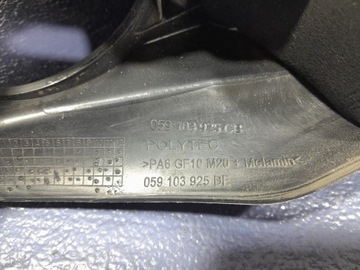 059 103 925 CB
POLYTEC
>PA6 GF10 M20 + Melamin<
059 103 925 BF